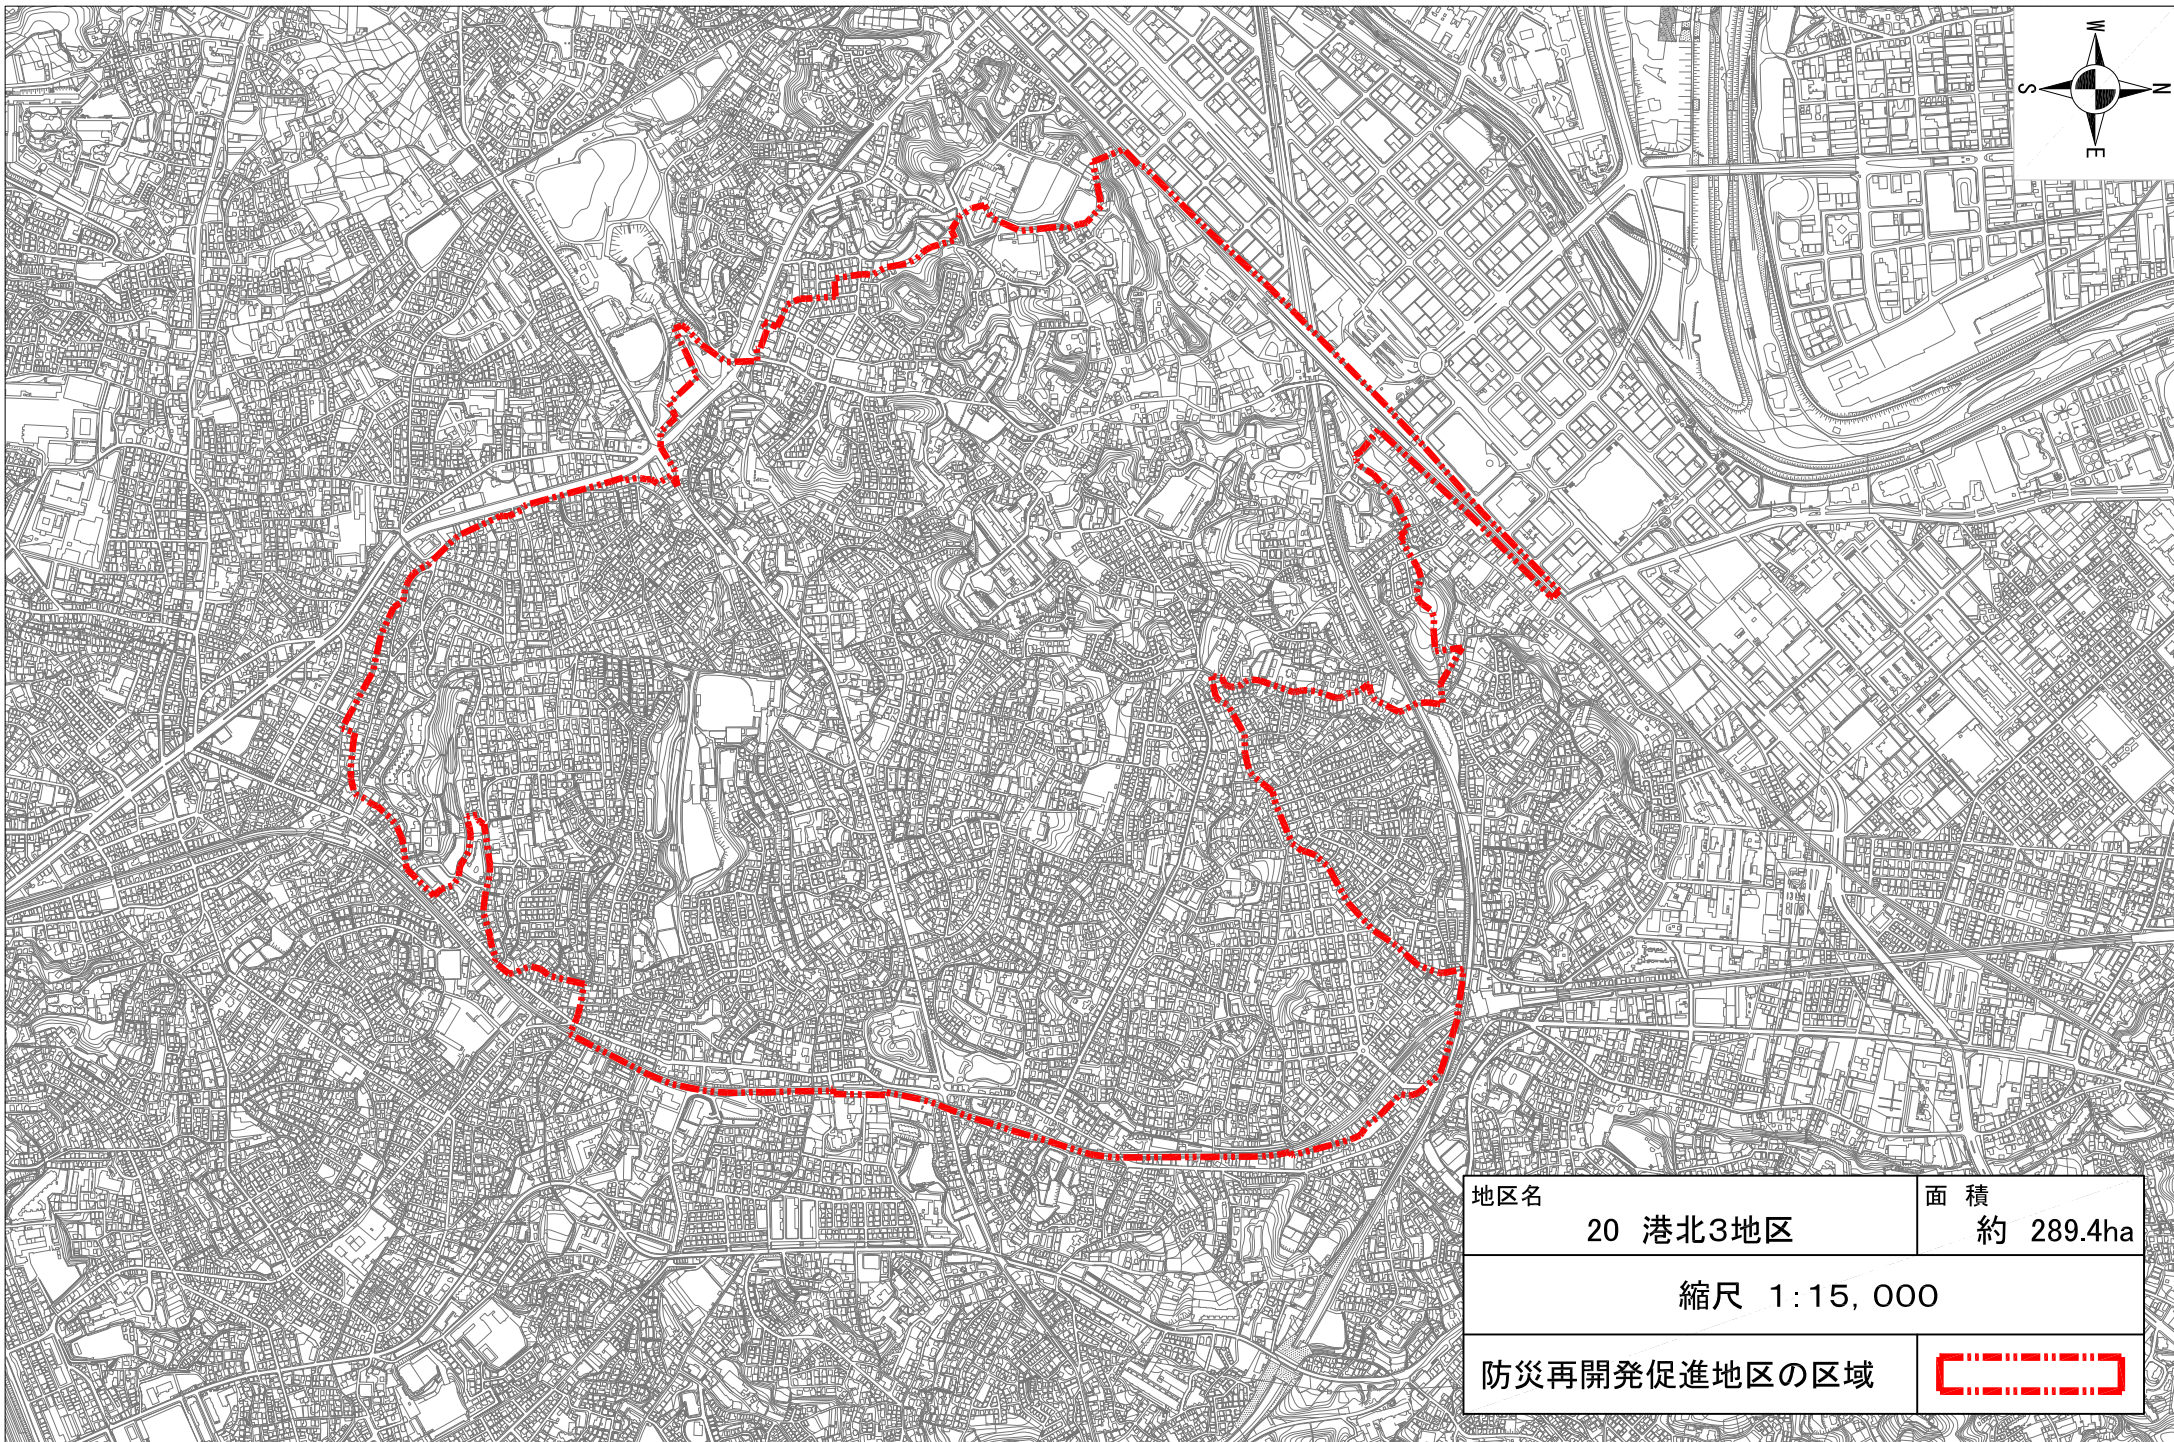 W
S
N
E
地区名
20 港北3地区
面 積
約 289.4ha
縮尺 1:15,000
防災再開発促進地区の区域